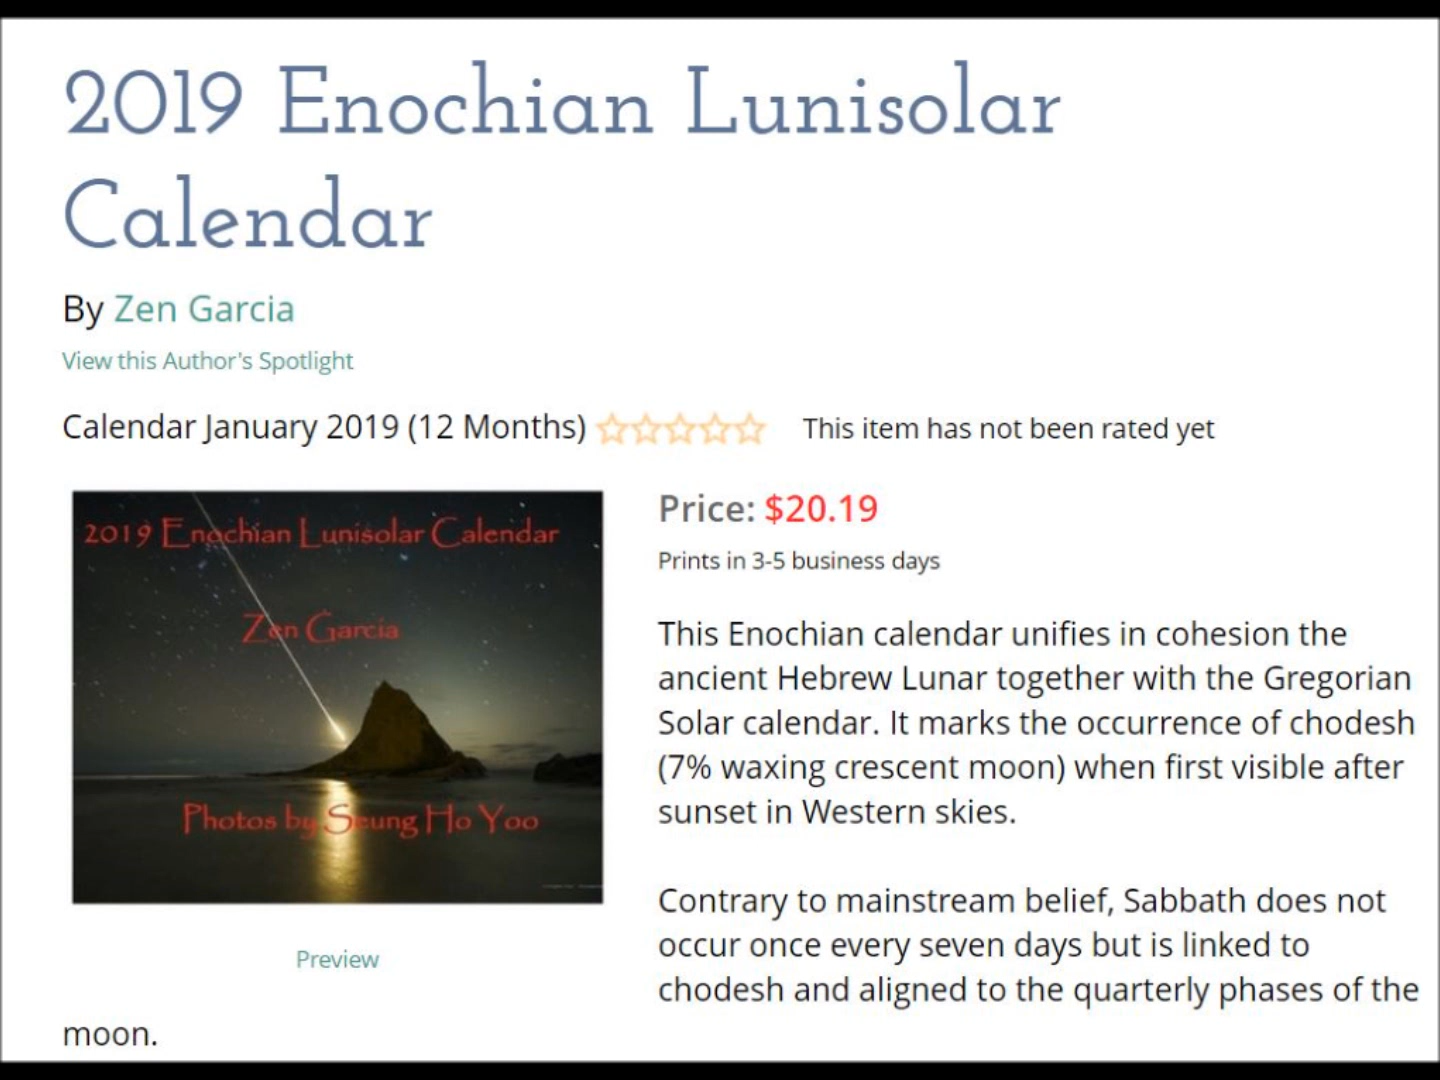 2019 Enochian Lunisolar
Calendar
By Zen Garcia
View this Author's Spotlight
Calendar January 2019 (12 Months)
This item has not been rated yet
2019 Enochian Lunisolar Calendar
Zen Garcia
Photos by Seung Ho Yoo
Preview
Price: $20.19
Prints in 3-5 business days
This Enochian calendar unifies in cohesion the
ancient Hebrew Lunar together with the Gregorian
Solar calendar. It marks the occurrence of chodesh
(7% waxing crescent moon) when first visible after
sunset in Western skies.
Contrary to mainstream belief, Sabbath does not
occur once every seven days but is linked to
chodesh and aligned to the quarterly phases of the
moon.